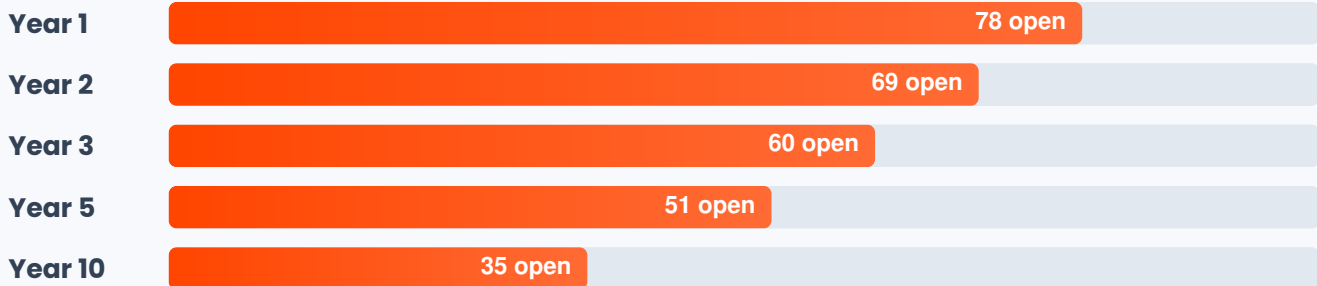 Year 1 78 open
Year 2 69 open
Year 3 60 open
Year 5 51 open
Year 10 35 open